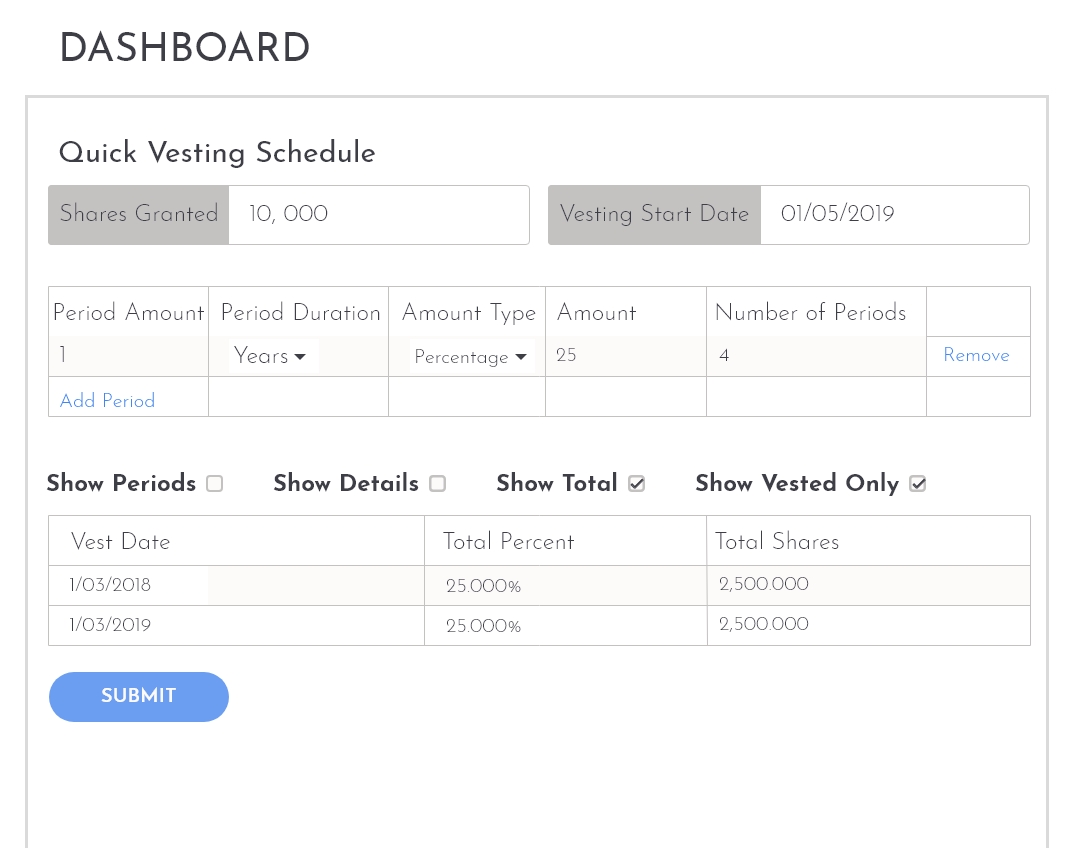 DASHBOARD
Quick Vesting Schedule
Shares Granted 10, 000 Vesting Start Date 01/05/2019
Period Amount Period Duration Amount Type Amount Number of Periods
1 Years Percentage 25 4 Remove
Add Period
Show Periods Show Details Show Total Show Vested Only
Vest Date Total Percent Total Shares
1/03/2018 25.000% 2,500.000
1/03/2019 25.000% 2,500.000
SUBMIT